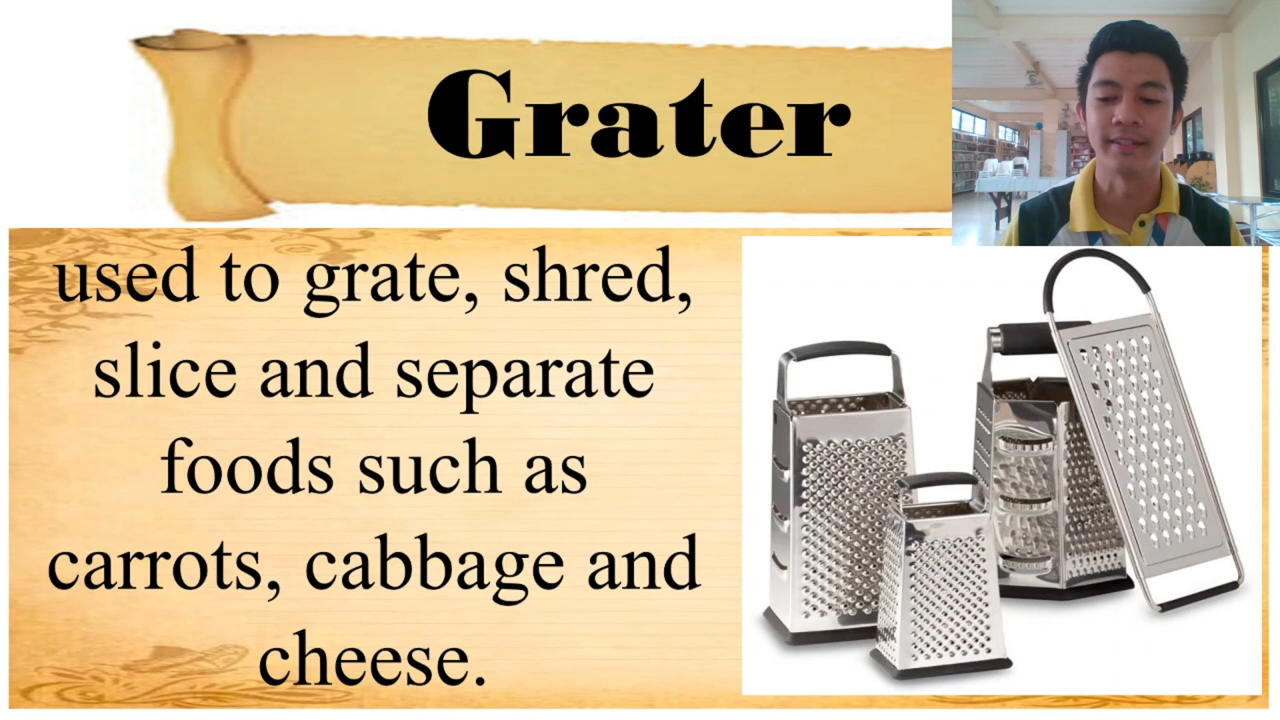 Grater
used to grate, shred,
slice and separate
foods such as
carrots, cabbage and
cheese.